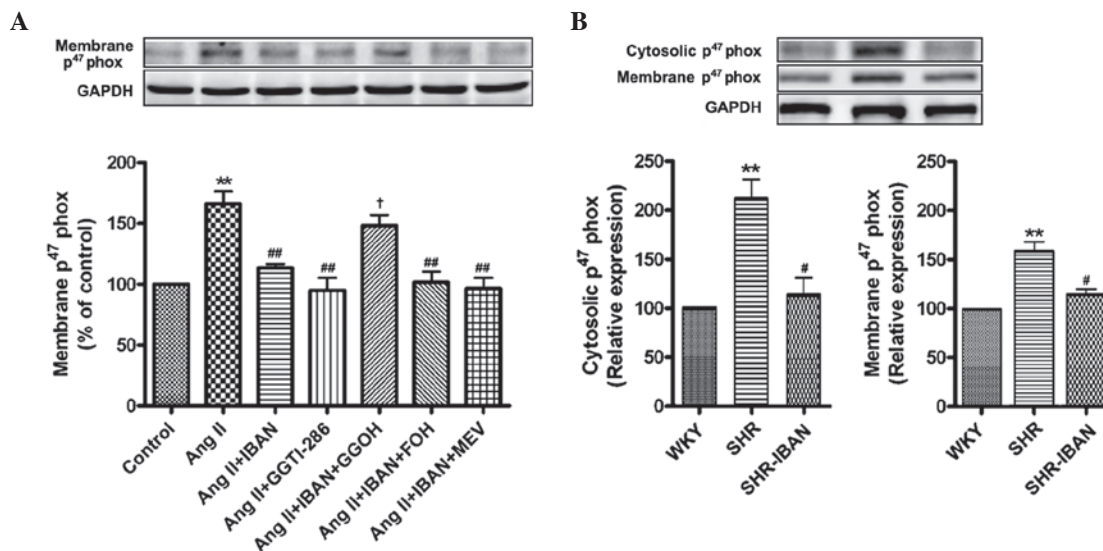 A
Membrane
p47 phox
GAPDH
Membrane p47 phox
(% of control)
200
150
100
50
0
**
##
##
†
##
##
Control
Ang II
Ang II+IBAN
Ang II+GGTI-286
Ang II+IBAN+GGOH
Ang II+IBAN+FOH
Ang II+IBAN+MEV
B
Cytosolic p47 phox
Membrane p47 phox
GAPDH
Cytosolic p47 phox
(Relative expression)
250
200
150
100
50
0
**
#
WKY
SHR
SHR-IBAN
Membrane p47 phox
(Relative expression)
250
200
150
100
50
0
**
#
WKY
SHR
SHR-IBAN